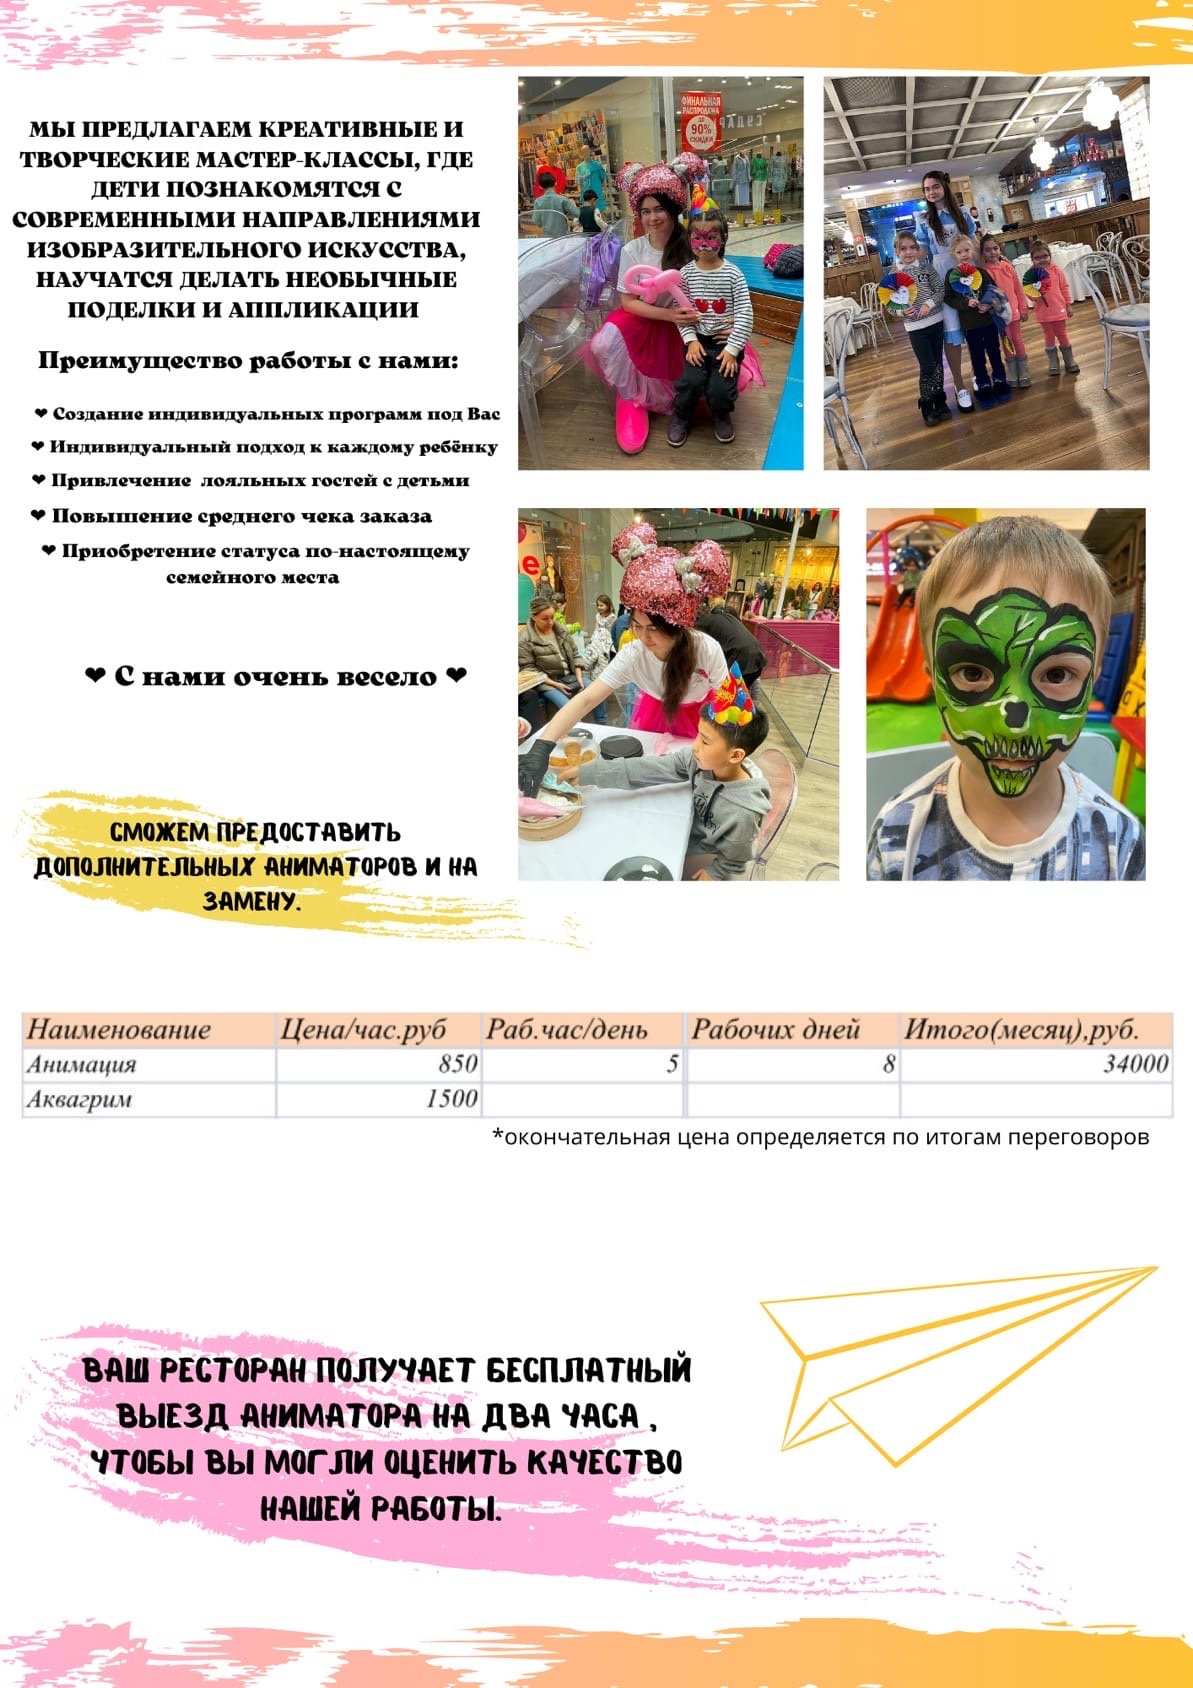 МЫ ПРЕДЛАГАЕМ КРЕАТИВНЫЕ И
ТВОРЧЕСКИЕ МАСТЕР-КЛАССЫ, ГДЕ
ДЕТИ ПОЗНАКОМЯТСЯ С
СОВРЕМЕННЫМИ НАПРАВЛЕНИЯМИ
ИЗОБРАЗИТЕЛЬНОГО ИСКУССТВА,
НАУЧАТСЯ ДЕЛАТЬ НЕОБЫЧНЫЕ
ПОДЕЛКИ И АППЛИКАЦИИ
Преимущество работы с нами:
❤ Создание индивидуальных программ под Вас
❤ Индивидуальный подход к каждому ребёнку
❤ Привлечение лояльных гостей с детьми
❤ Повышение среднего чека заказа
❤ Приобретение статуса по-настоящему
семейного места
❤ С нами очень весело ❤
ФИНАЛЬНАЯ
РАСПРОДАЖА
90%
СКИДКИ
СМОЖЕМ ПРЕДОСТАВИТЬ
ДОПОЛНИТЕЛЬНЫХ АНИМАТОРОВ И НА
ЗАМЕНУ.
Наименование Цена/час.руб Раб.час/день Рабочих дней Итого(месяц),руб.
Анимация 850 5 8 34000
Аквагрим 1500
*окончательная цена определяется по итогам переговоров
ВАШ РЕСТОРАН ПОЛУЧАЕТ БЕСПЛАТНЫЙ
ВЫЕЗД АНИМАТОРА НА ДВА ЧАСА ,
ЧТОБЫ ВЫ МОГЛИ ОЦЕНИТЬ КАЧЕСТВО
НАШЕЙ РАБОТЫ.